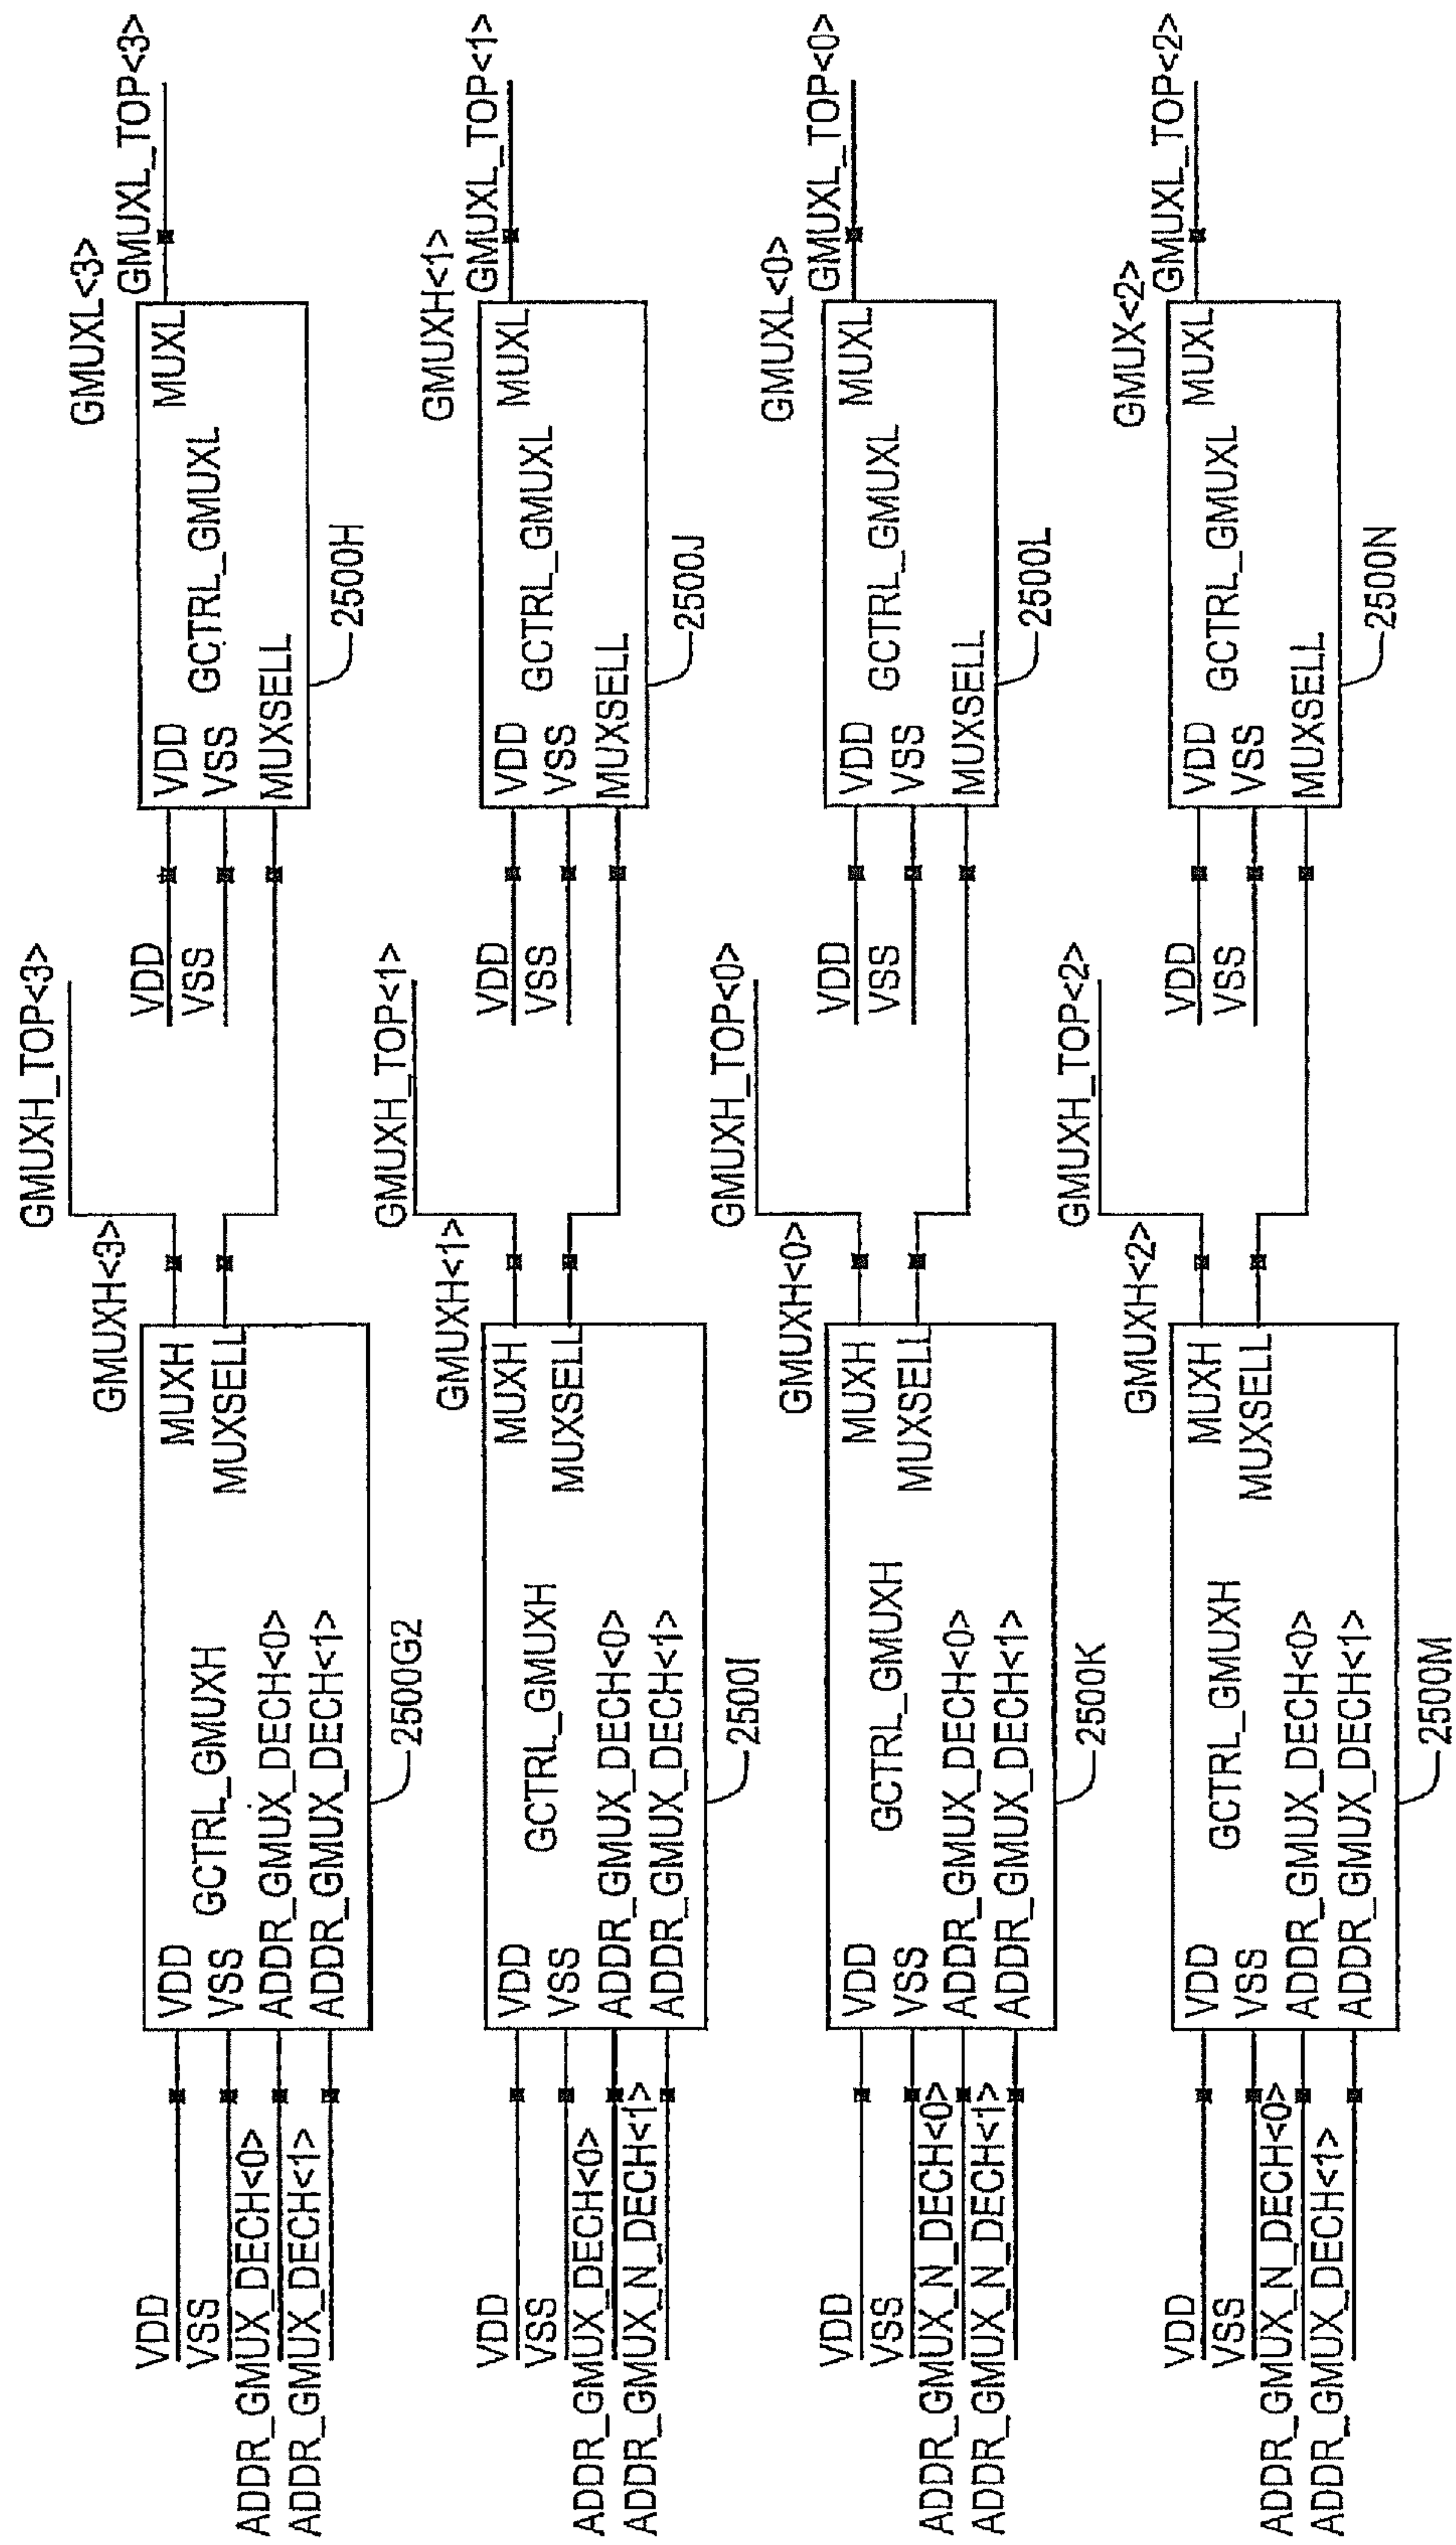 GMUXH_TOP<3>
GMUXL<3>
GMUXL_TOP<3>
GMUXH<3>
VDD
VSS
ADDR_GMUX_DECH<0>
ADDR_GMUX_DECH<1>
VDD
VSS
ADDR_GMUX_DECH<0>
ADDR_GMUX_DECH<1>
GCTRL_GMUXH
MUXH
MUXSELL
2500G2
VDD
VSS
VDD
VSS
MUXSELL
GCTRL_GMUXL
MUXL
2500H
GMUXH_TOP<1>
GMUXH<1>
GMUXL_TOP<1>
GMUXH<1>
VDD
VSS
ADDR_GMUX_DECH<0>
ADDR_GMUX_N_DECH<1>
VDD
VSS
ADDR_GMUX_DECH<0>
ADDR_GMUX_DECH<1>
GCTRL_GMUXH
MUXH
MUXSELL
2500I
VDD
VSS
VDD
VSS
MUXSELL
GCTRL_GMUXL
MUXL
2500J
GMUXH_TOP<0>
GMUXL<0>
GMUXL_TOP<0>
GMUXH<0>
VDD
VSS
ADDR_GMUX_N_DECH<0>
ADDR_GMUX_N_DECH<1>
VDD
VSS
ADDR_GMUX_DECH<0>
ADDR_GMUX_DECH<1>
GCTRL_GMUXH
MUXH
MUXSELL
2500K
VDD
VSS
VDD
VSS
MUXSELL
GCTRL_GMUXL
MUXL
2500L
GMUXH_TOP<2>
GMUX<2>
GMUXL_TOP<2>
GMUXH<2>
VDD
VSS
ADDR_GMUX_N_DECH<0>
ADDR_GMUX_DECH<1>
VDD
VSS
ADDR_GMUX_DECH<0>
ADDR_GMUX_DECH<1>
GCTRL_GMUXH
MUXH
MUXSELL
2500M
VDD
VSS
VDD
VSS
MUXSELL
GCTRL_GMUXL
MUXL
2500N